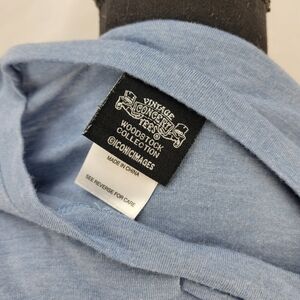 VINTAGE
CONCERT
TEES
WOODSTOCK
COLLECTION
@ICONICIMAGES
MADE IN CHINA
SEE REVERSE FOR CARE